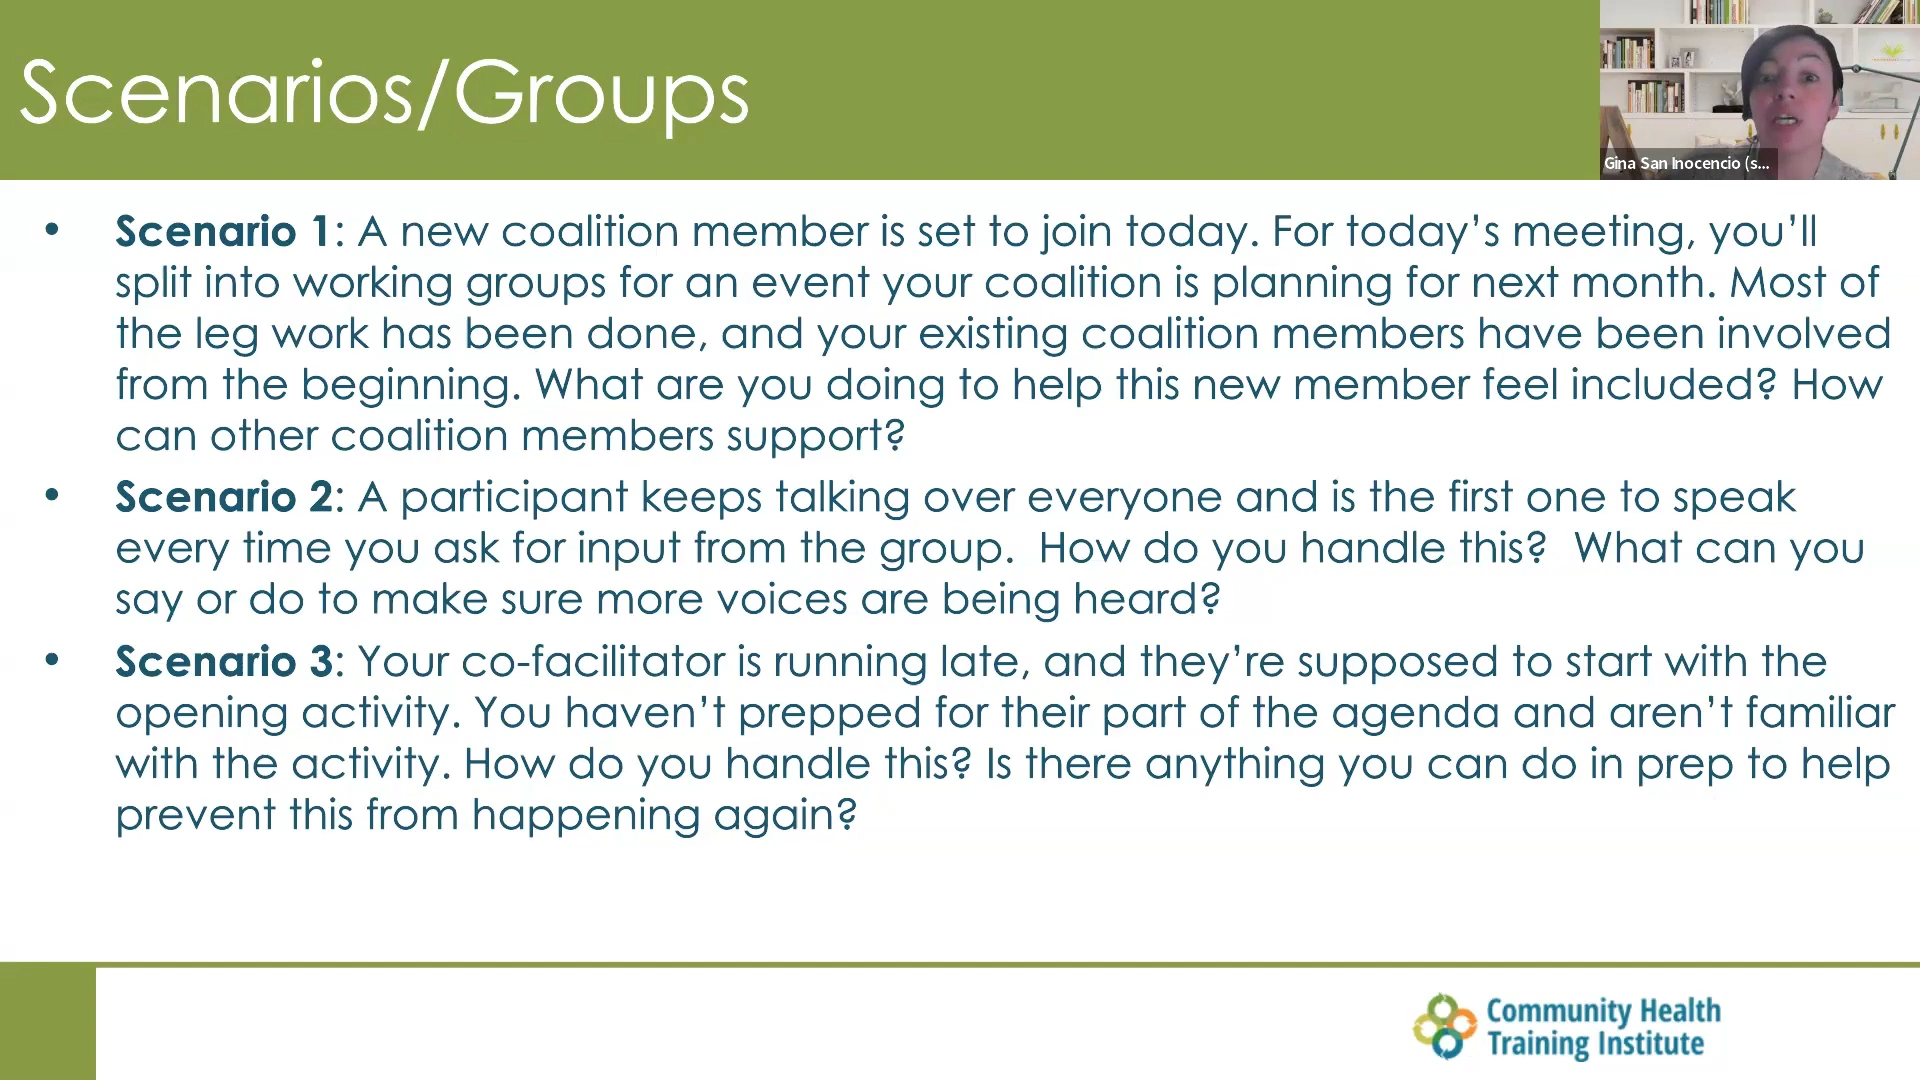 Scenarios/Groups
Gina San Inocencio (s...
• Scenario 1: A new coalition member is set to join today. For today’s meeting, you’ll
split into working groups for an event your coalition is planning for next month. Most of
the leg work has been done, and your existing coalition members have been involved
from the beginning. What are you doing to help this new member feel included? How
can other coalition members support?
• Scenario 2: A participant keeps talking over everyone and is the first one to speak
every time you ask for input from the group.  How do you handle this?  What can you
say or do to make sure more voices are being heard?
• Scenario 3: Your co-facilitator is running late, and they’re supposed to start with the
opening activity. You haven’t prepped for their part of the agenda and aren’t familiar
with the activity. How do you handle this? Is there anything you can do in prep to help
prevent this from happening again?
Community Health
Training Institute